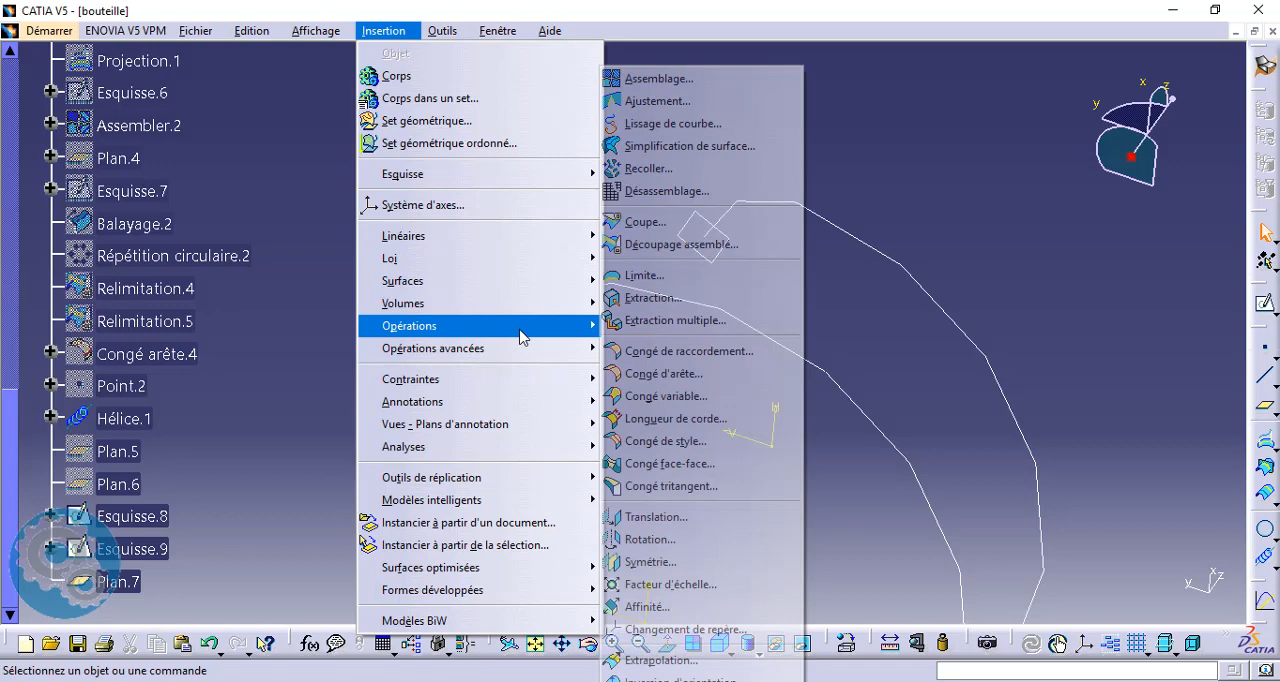 CATIA V5 - [bouteille]
Démarrer ENOVIA V5 VPM Fichier Edition Affichage Insertion Outils Fenêtre Aide
Projection.1
Esquisse.6
Assembler.2
Plan.4
Esquisse.7
Balayage.2
Répétition circulaire.2
Relimitation.4
Relimitation.5
Congé arête.4
Point.2
Hélice.1
Plan.5
Plan.6
Esquisse.8
Esquisse.9
Plan.7
Objet
Corps
Corps dans un set...
Set géométrique...
Set géométrique ordonné...
Esquisse
Système d'axes...
Linéaires
Loi
Surfaces
Volumes
Opérations
Opérations avancées
Contraintes
Annotations
Vues - Plans d'annotation
Analyses
Outils de réplication
Modèles intelligents
Instancier à partir d'un document...
Instancier à partir de la sélection...
Surfaces optimisées
Formes développées
Modèles BiW
Assemblage...
Ajustement...
Lissage de courbe...
Simplification de surface...
Recoller...
Désassemblage...
Coupe...
Découpage assemblé...
Limite...
Extraction...
Extraction multiple...
Congé de raccordement...
Congé d'arête...
Congé variable...
Longueur de corde...
Congé de style...
Congé face-face...
Congé tritangent...
Translation...
Rotation...
Symétrie...
Facteur d'échelle...
Affinité...
Changement de repère...
Extrapolation...
Inversion d'orientation...
x
y
z
x
y
z
f(x)
CATIA
Sélectionnez un objet ou une commande